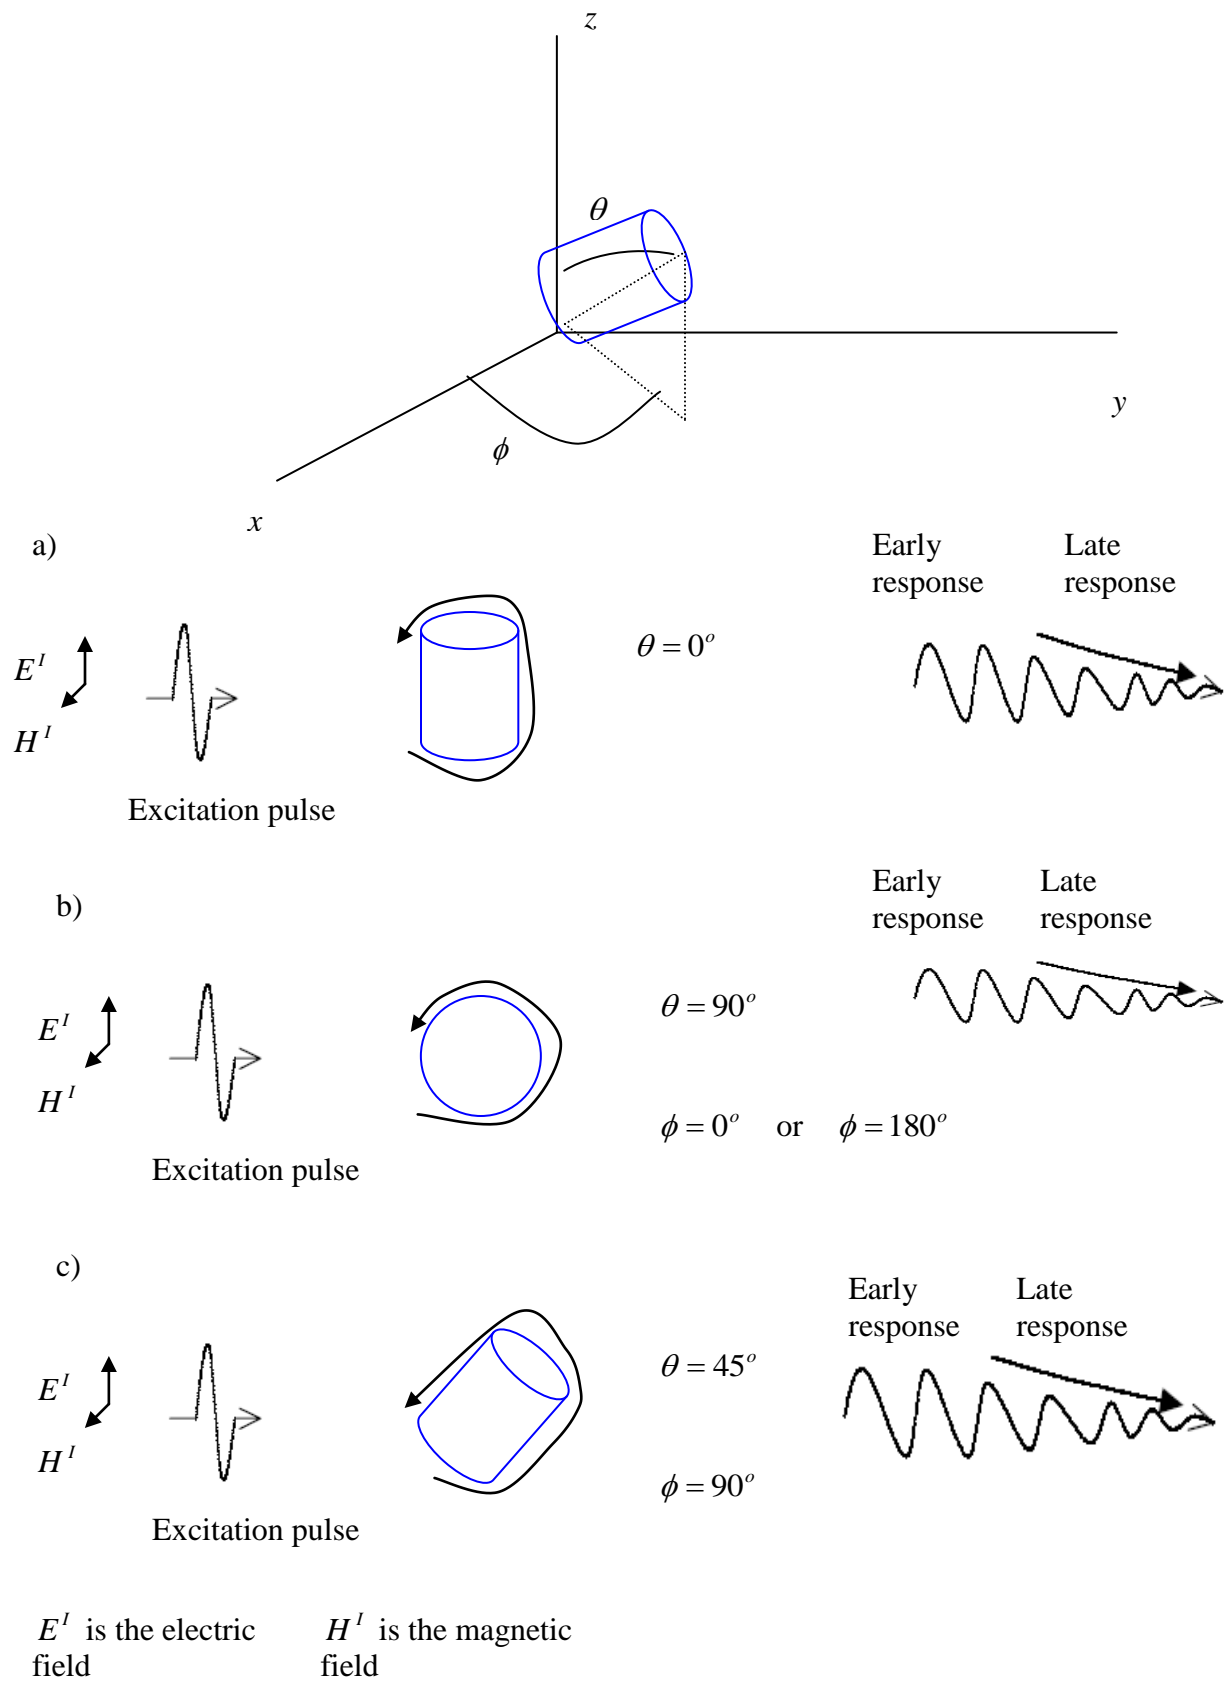 z
θ
y
ϕ
x
a)
Early Late
response response
E^I
θ = 0^o
H^I
Excitation pulse
Early Late
response response
b)
E^I
θ = 90^o
H^I
ϕ = 0^o or ϕ = 180^o
Excitation pulse
c)
Early Late
response response
E^I
θ = 45^o
H^I
ϕ = 90^o
Excitation pulse
E^I is the electric
field
H^I is the magnetic
field